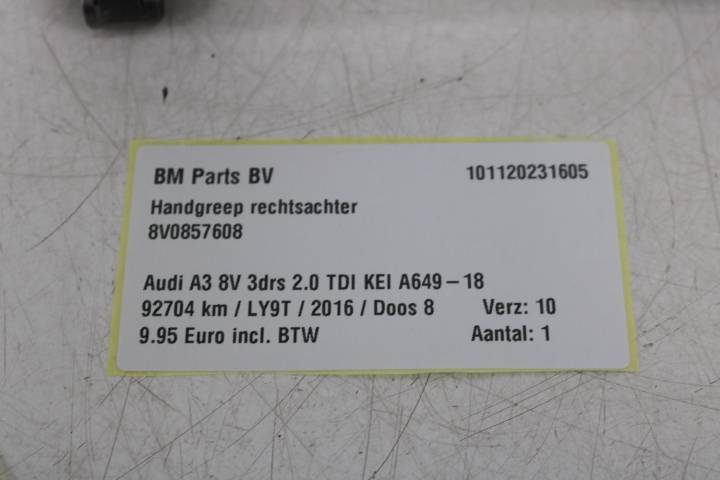 BM Parts BV 101120231605
Handgreep rechtsachter
8V0857608
Audi A3 8V 3drs 2.0 TDI KEI A649-18
92704 km / LY9T / 2016 / Doos 8 Verz: 10
9.95 Euro incl. BTW Aantal: 1